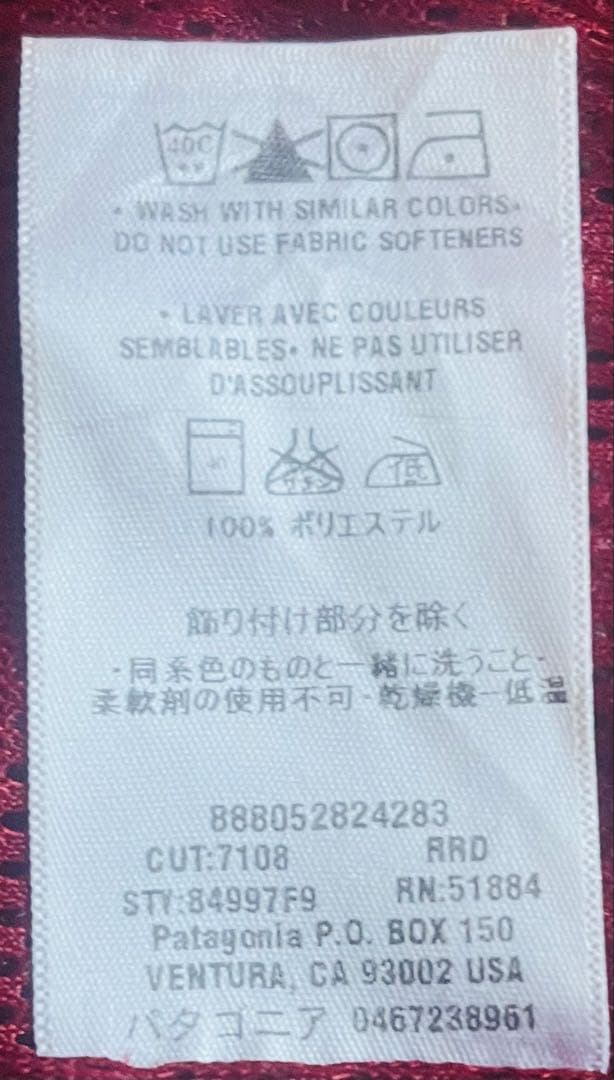 40C
• WASH WITH SIMILAR COLORS•
DO NOT USE FABRIC SOFTENERS
• LAVER AVEC COULEURS
SEMBLABLES• NE PAS UTILISER
D'ASSOUPLISSANT
低
100% ポリエステル
飾り付け部分を除く
・同系色のものと一緒に洗うこと・
柔軟剤の使用不可・乾燥機－低温
888052824283
CUT:7108 RRD
STY:84997F9 RN:51884
Patagonia P.O. BOX 150
VENTURA, CA 93002 USA
パタゴニア 0467238961